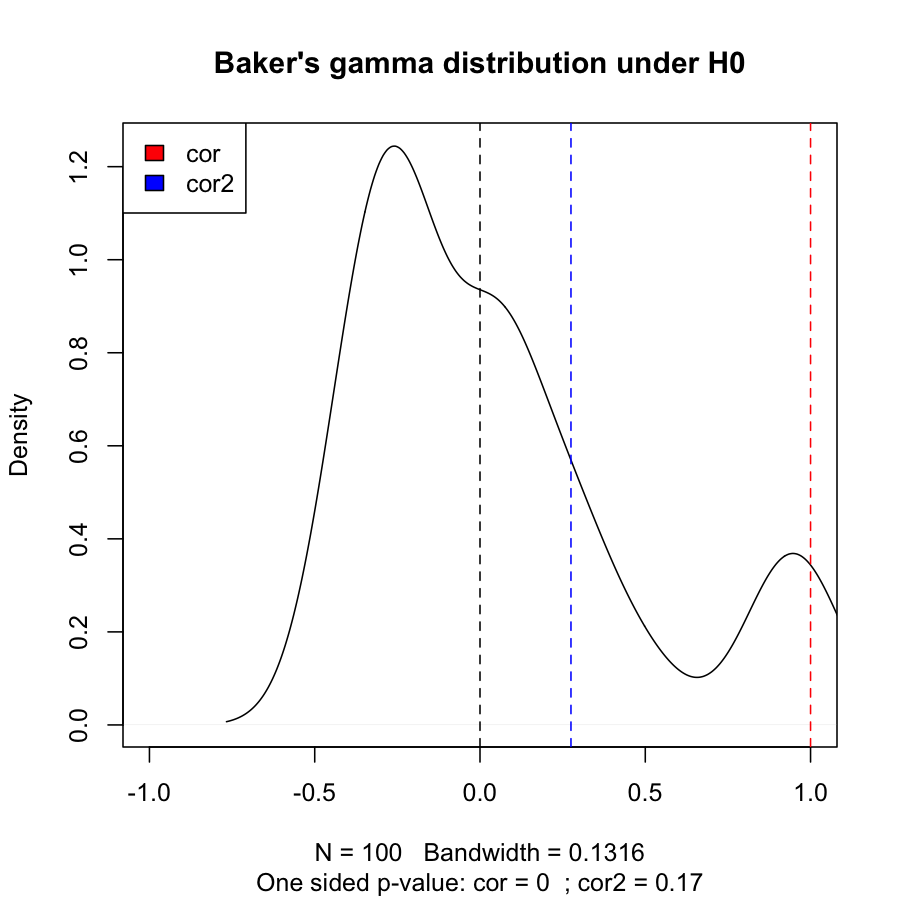 Baker's gamma distribution under H0
cor
cor2
Density
0.0
0.2
0.4
0.6
0.8
1.0
1.2
-1.0 -0.5 0.0 0.5 1.0
N = 100 Bandwidth = 0.1316
One sided p-value: cor = 0 ; cor2 = 0.17